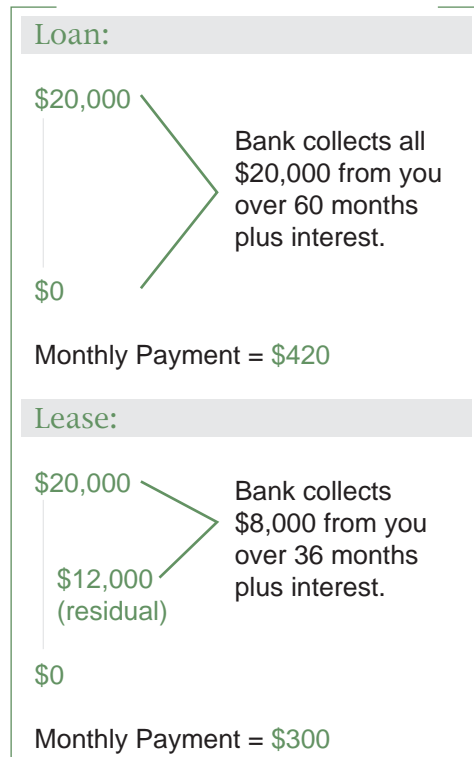 Loan:
$20,000
Bank collects all
$20,000 from you
over 60 months
plus interest.
$0
Monthly Payment = $420
Lease:
$20,000
Bank collects
$8,000 from you
over 36 months
plus interest.
$12,000
(residual)
$0
Monthly Payment = $300